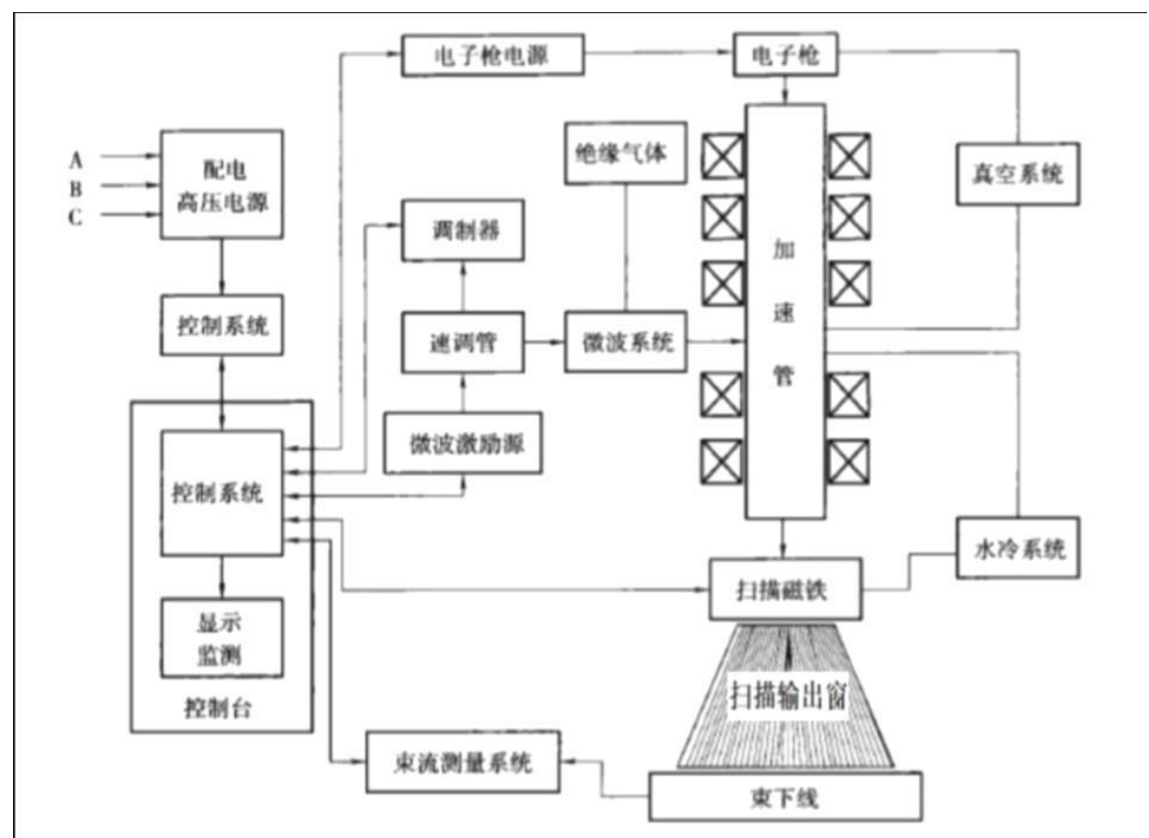 电子枪电源
电子枪
绝缘气体
真空系统
A
B
C
配电
高压电源
调制器
加
速
管
控制系统
速调管
微波系统
微波激励源
控制系统
水冷系统
扫描磁铁
显示
监测
控制台
扫描输出窗
束流测量系统
束下线